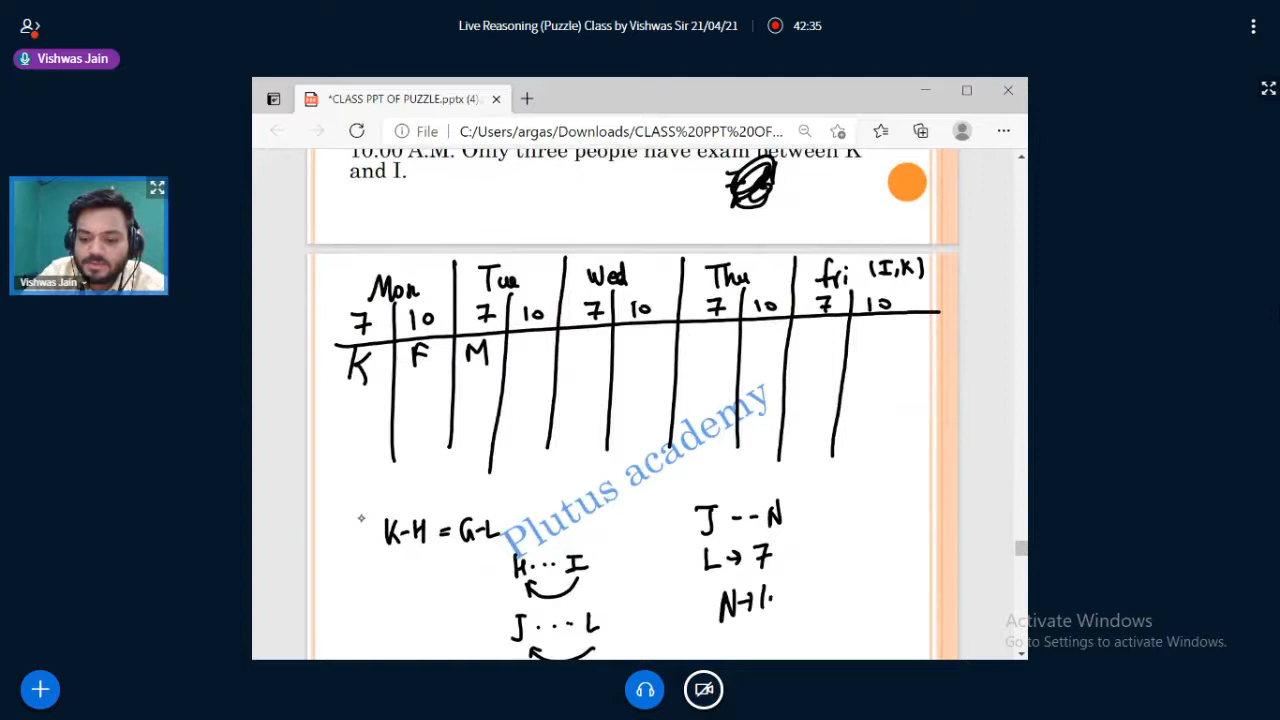 Live Reasoning (Puzzle) Class by Vishwas Sir 21/04/21
42:35
Vishwas Jain
*CLASS PPT OF PUZZLE.pptx (4).
File C:/Users/argas/Downloads/CLASS%20PPT%20OF...
10.00 A.M. Only three people have exam between K
and I.
Mon Tue Wed Thu fri (I,K)
7 10 7 10 7 10 7 10 7 10
K F M
Plutus academy
K-H = G-L
H... I
J... L
J -- N
L → 7
Vishwas Jain
Activate Windows
Go to Settings to activate Windows.